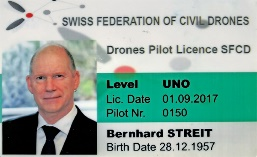 SWISS FEDERATION OF CIVIL DRONES
Drones Pilot Licence SFCD
Level UNO
Lic. Date 01.09.2017
Pilot Nr. 0150
Bernhard STREIT
Birth Date 28.12.1957